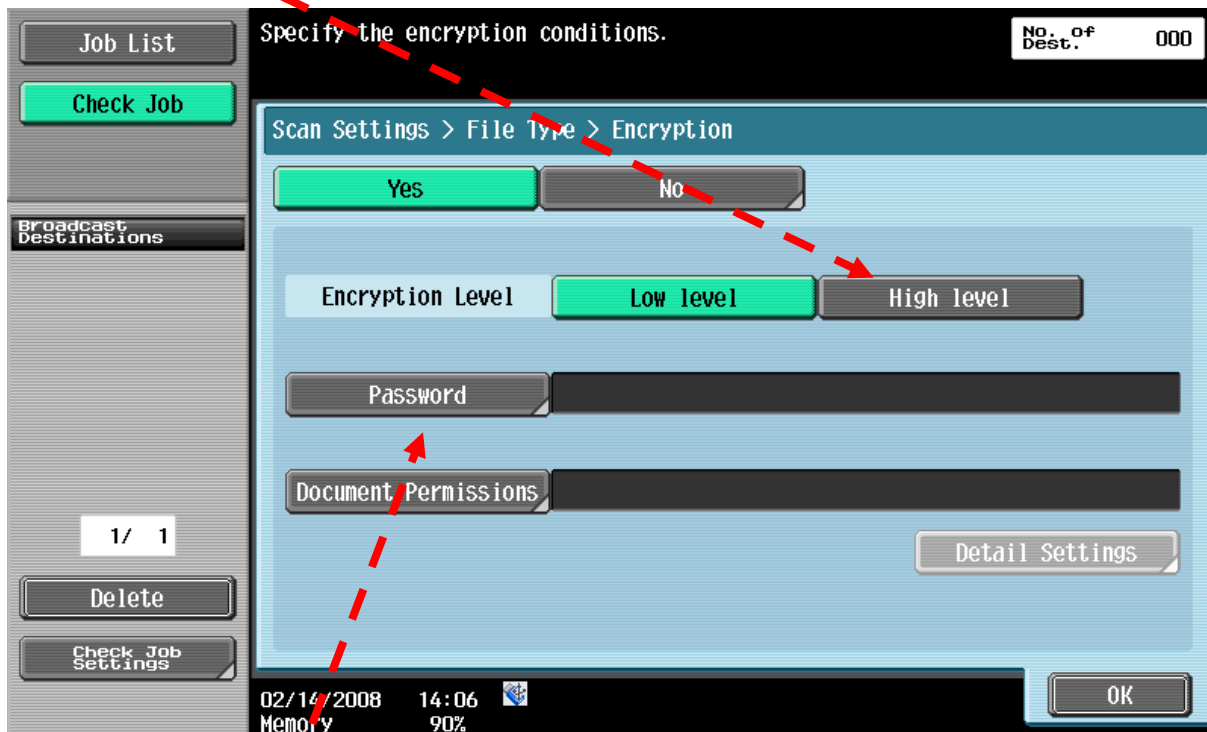 Job List
Specify the encryption conditions.
No. of
Dest.
000
Check Job
Scan Settings > File Type > Encryption
Yes
No
Broadcast
Destinations
Encryption Level
Low level
High level
Password
Document Permissions
1/ 1
Detail Settings
Delete
Check Job
Settings
02/14/2008 14:06
OK
Memory 90%